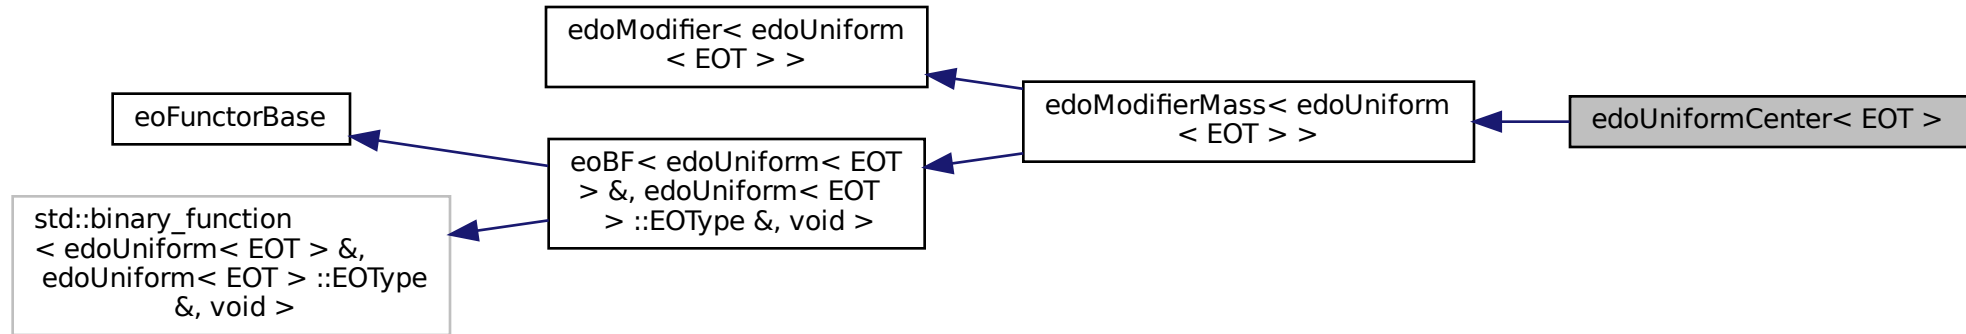 edoModifier< edoUniform
< EOT > >
eoFunctorBase
edoModifierMass< edoUniform
< EOT > >
edoUniformCenter< EOT >
eoBF< edoUniform< EOT
> &, edoUniform< EOT
> ::EOType &, void >
std::binary_function
< edoUniform< EOT > &,
edoUniform< EOT > ::EOType
&, void >